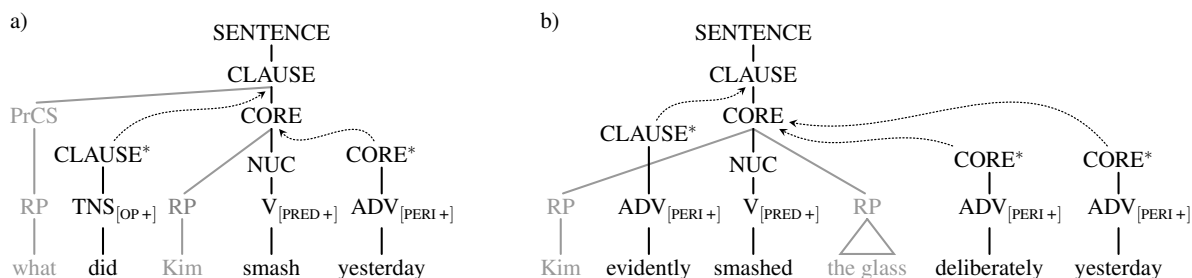 a)
SENTENCE
CLAUSE
PrCS
CORE
CLAUSE*
NUC
CORE*
RP
TNS[OP +]
RP
V[PRED +]
ADV[PERI +]
what
did
Kim
smash
yesterday
b)
SENTENCE
CLAUSE
CORE
CLAUSE*
NUC
CORE*
CORE*
RP
ADV[PERI +]
V[PRED +]
RP
ADV[PERI +]
ADV[PERI +]
Kim
evidently
smashed
the glass
deliberately
yesterday